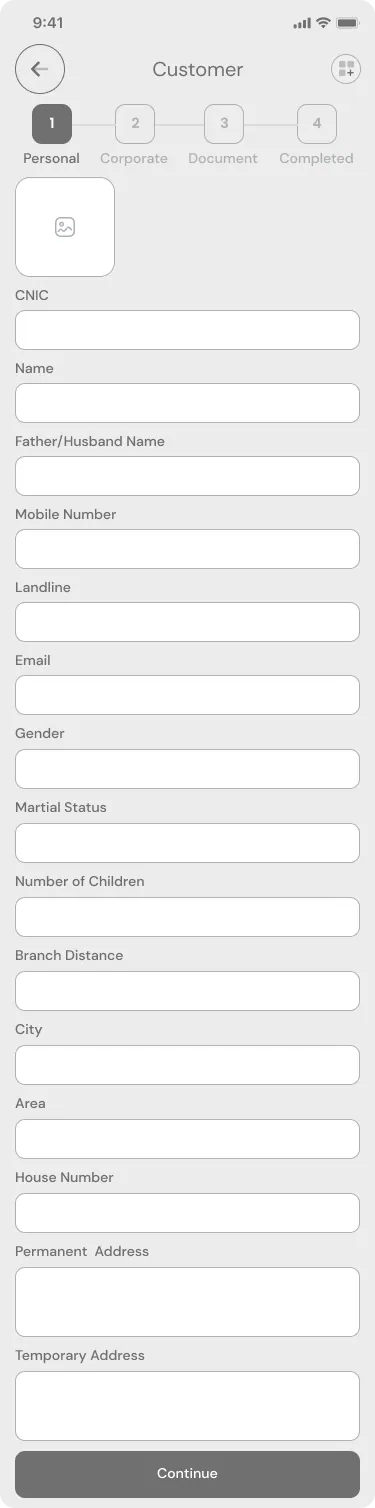 9:41
Customer
1 2 3 4
Personal Corporate Document Completed
CNIC
Name
Father/Husband Name
Mobile Number
Landline
Email
Gender
Martial Status
Number of Children
Branch Distance
City
Area
House Number
Permanent  Address
Temporary Address
Continue